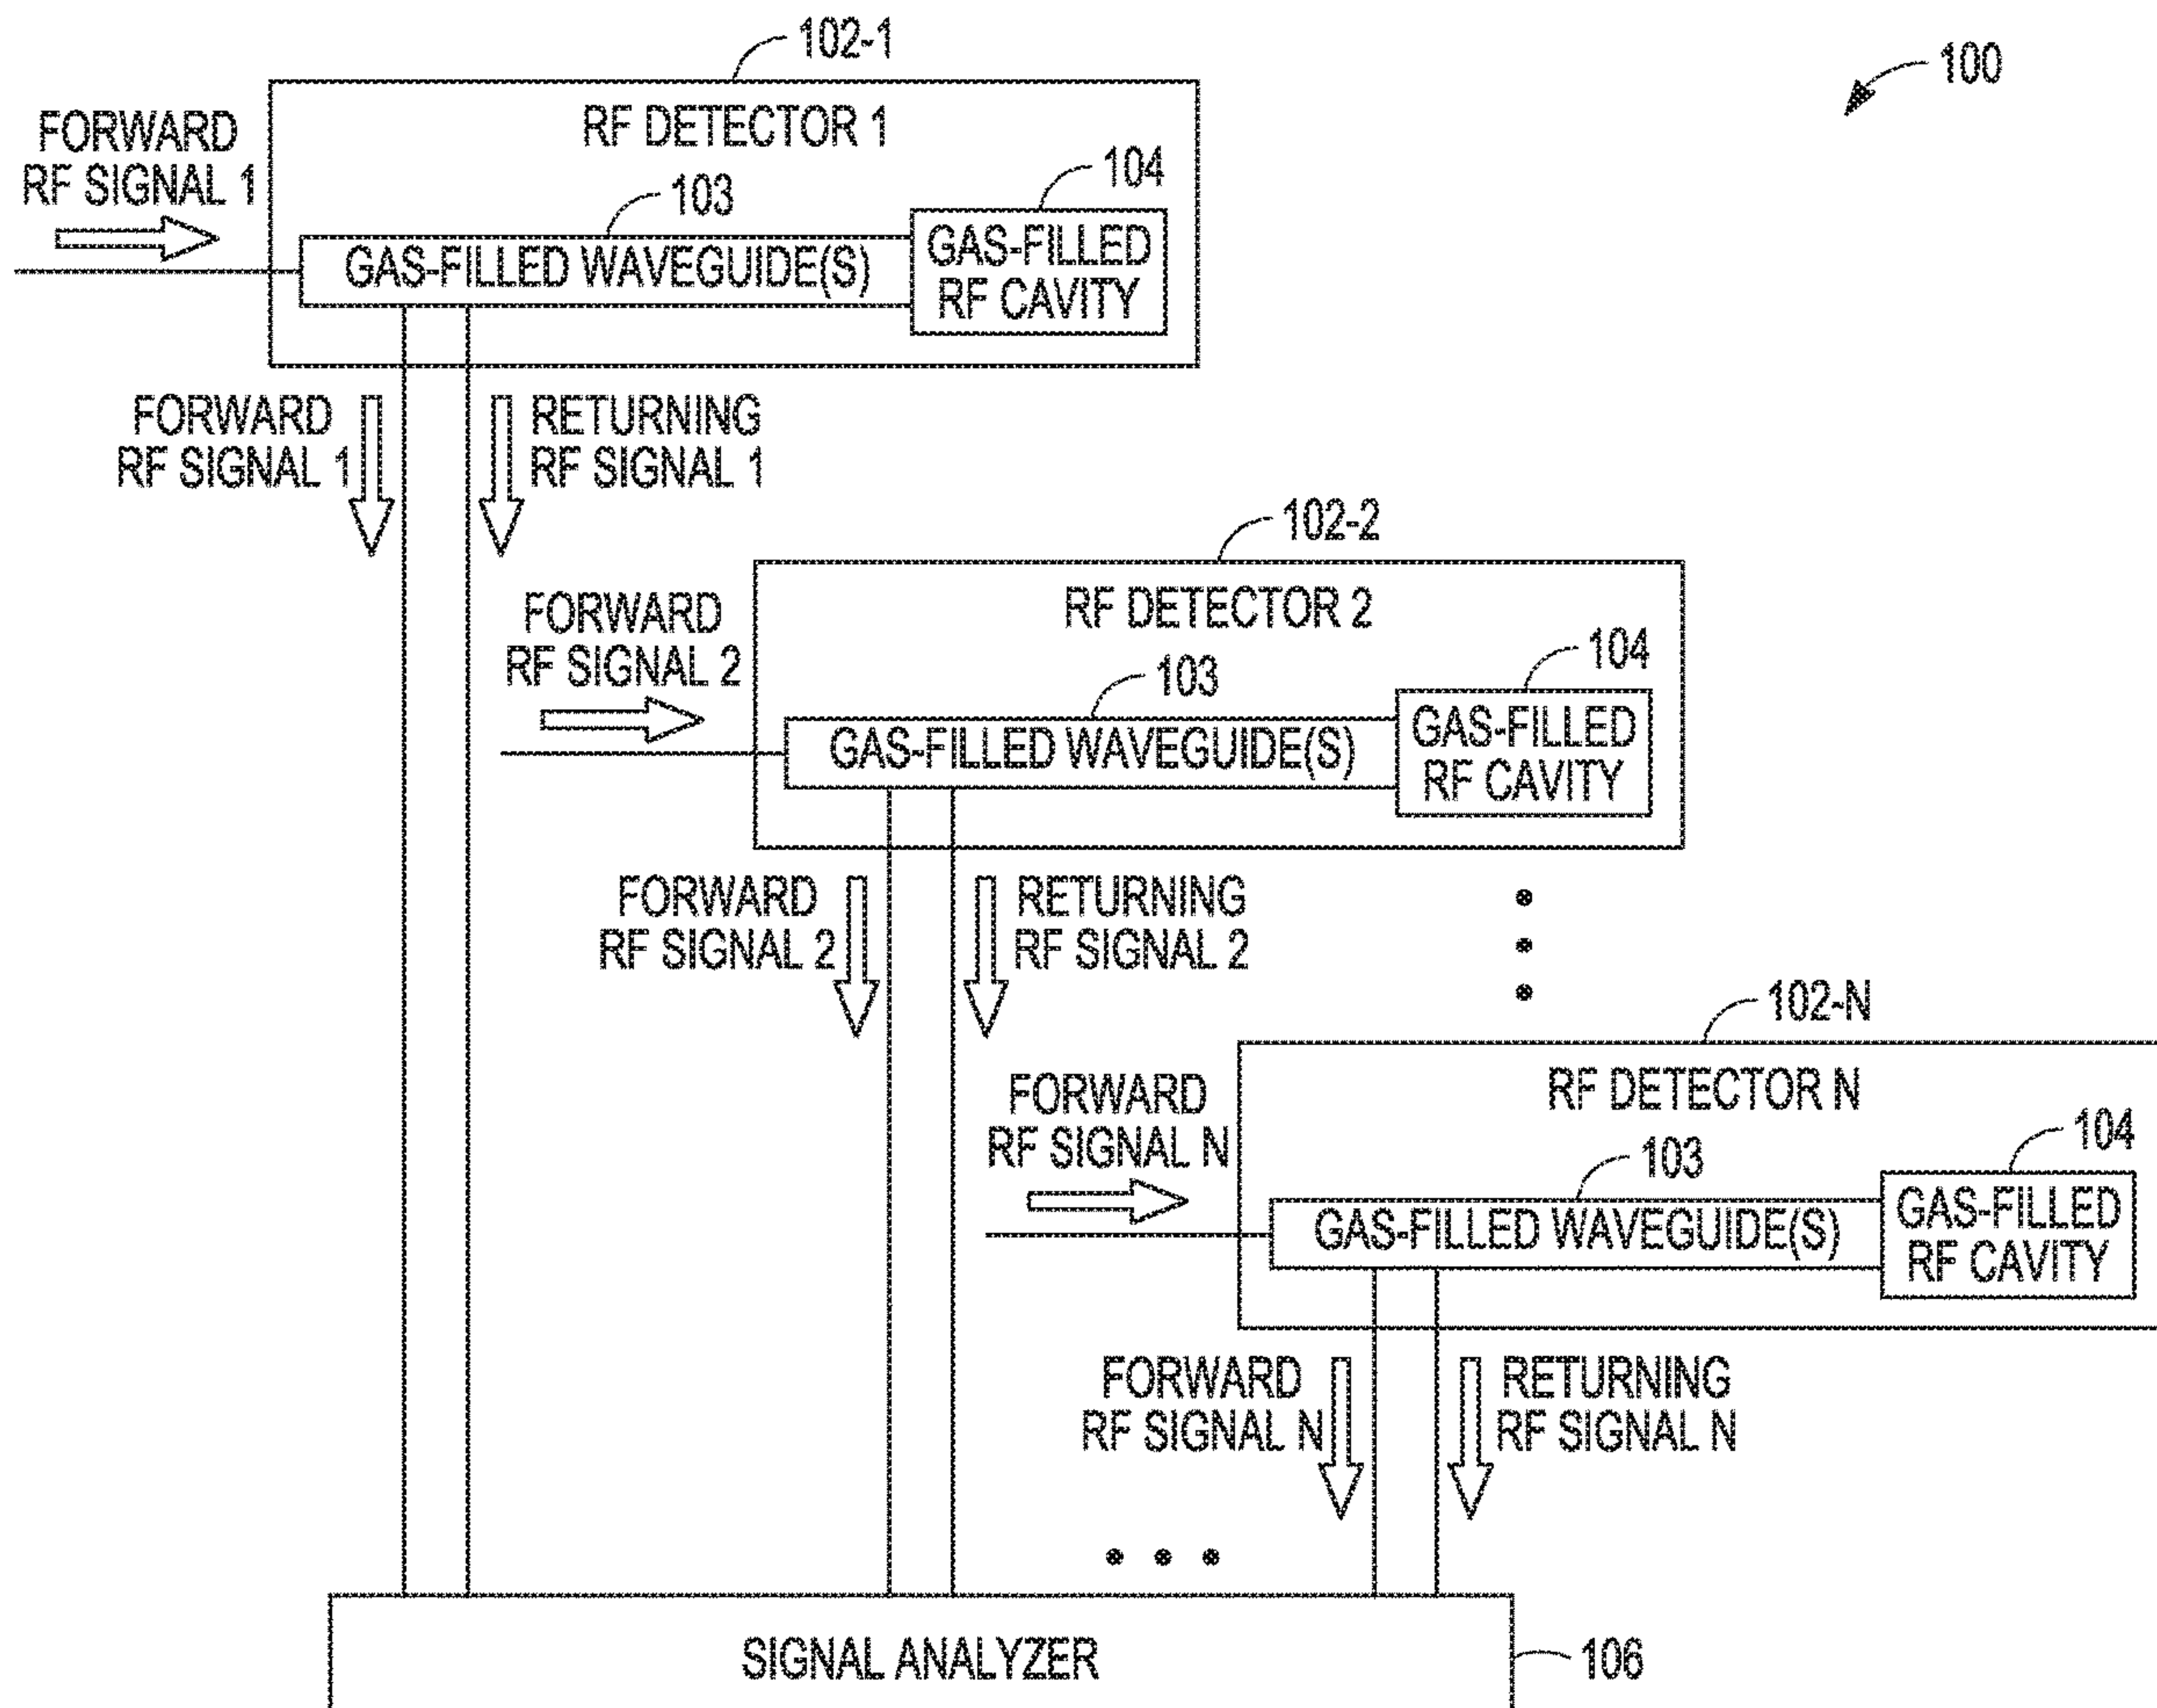 102-1
100
FORWARD
RF SIGNAL 1
RF DETECTOR 1
104
103
GAS-FILLED WAVEGUIDE(S)
GAS-FILLED
RF CAVITY
FORWARD
RF SIGNAL 1
RETURNING
RF SIGNAL 1
102-2
FORWARD
RF SIGNAL 2
RF DETECTOR 2
104
103
GAS-FILLED WAVEGUIDE(S)
GAS-FILLED
RF CAVITY
FORWARD
RF SIGNAL 2
RETURNING
RF SIGNAL 2
102-N
FORWARD
RF SIGNAL N
RF DETECTOR N
104
103
GAS-FILLED WAVEGUIDE(S)
GAS-FILLED
RF CAVITY
FORWARD
RF SIGNAL N
RETURNING
RF SIGNAL N
SIGNAL ANALYZER
106